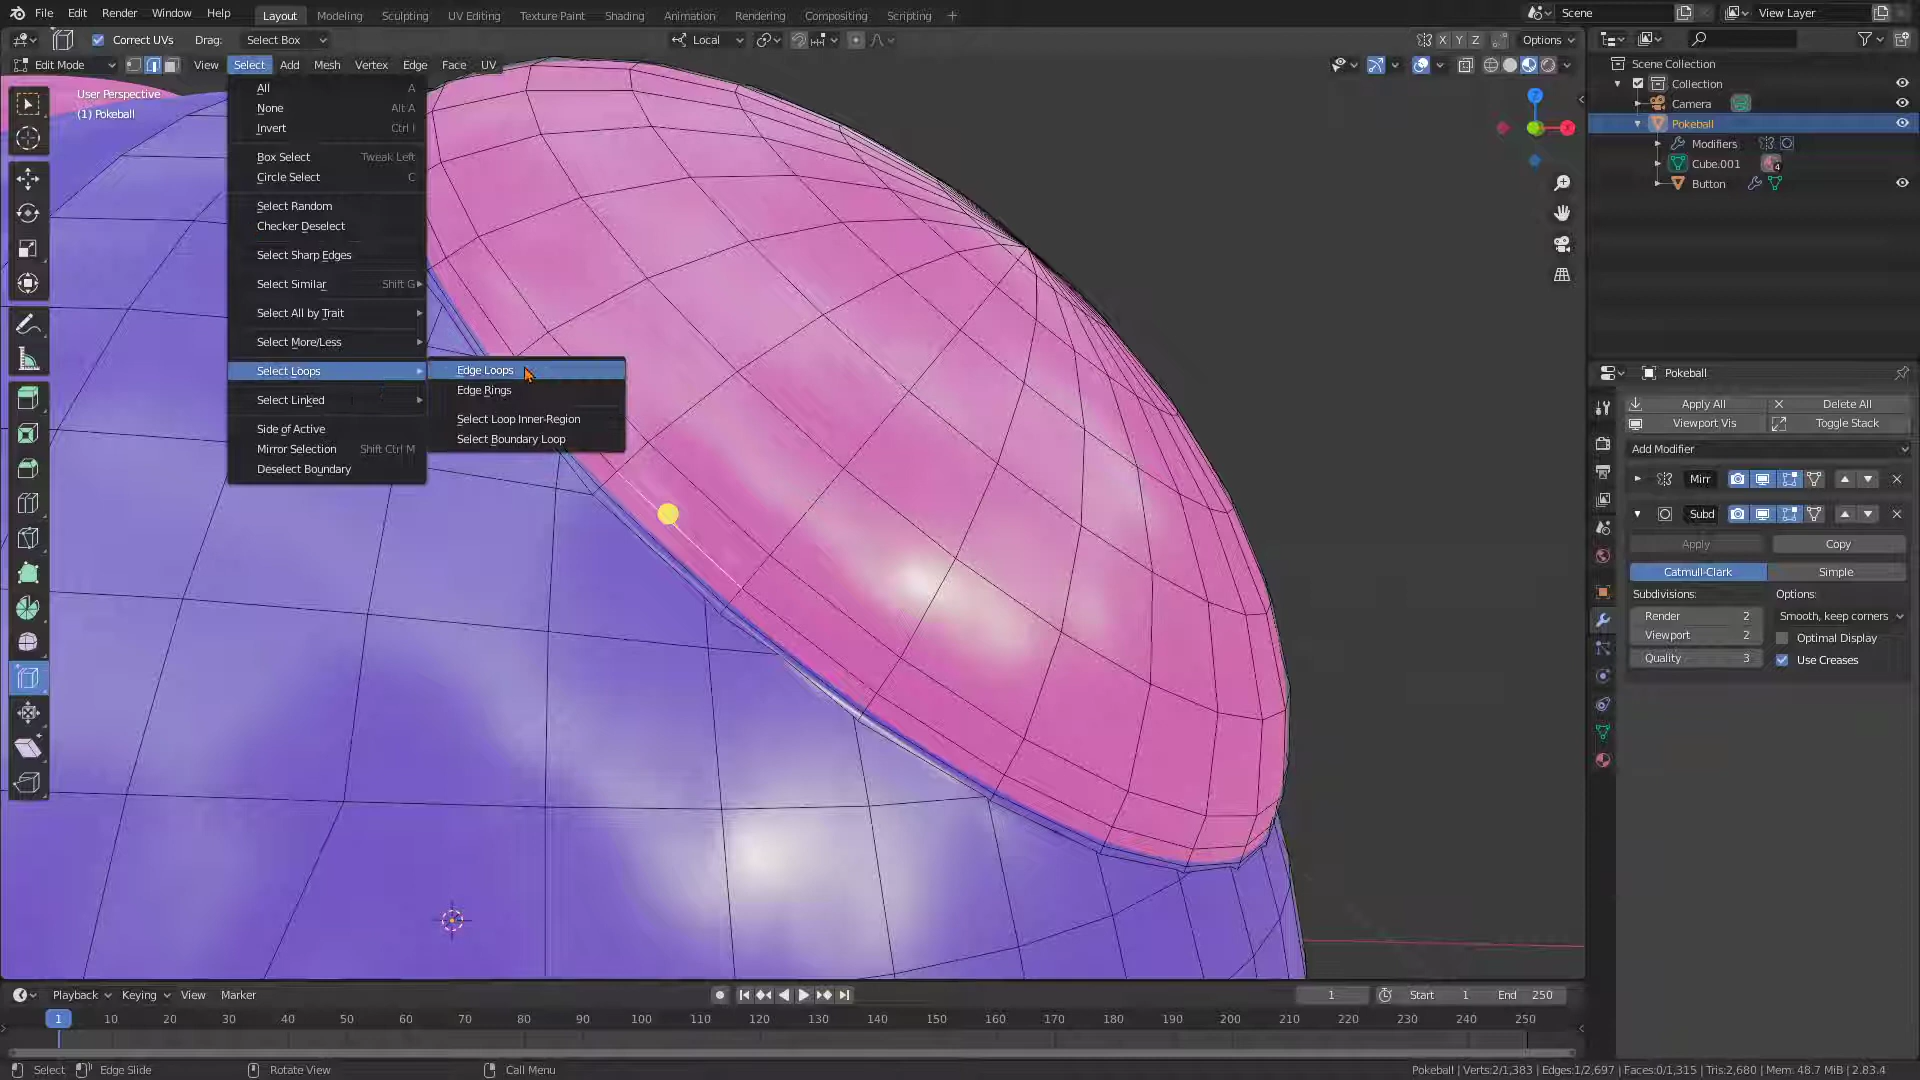 File Edit Render Window Help Layout Modeling Sculpting UV Editing Texture Paint Shading Animation Rendering Compositing Scripting + Scene View Layer
Correct UVs Drag: Select Box Local X Y Z Options
Edit Mode View Select Add Mesh Vertex Edge Face UV
User Perspective
(1) Pokeball
All A
None Alt A
Invert Ctrl I
Box Select Tweak Left
Circle Select C
Select Random
Checker Deselect
Select Sharp Edges
Select Similar Shift G
Select All by Trait
Select More/Less
Select Loops
Select Linked
Side of Active
Mirror Selection Shift Ctrl M
Deselect Boundary
Edge Loops
Edge Rings
Select Loop Inner-Region
Select Boundary Loop
Z
X
Scene Collection
Collection
Camera
Pokeball
Modifiers
Cube.001 4
Button
Pokeball
Apply All Delete All
Viewport Vis Toggle Stack
Add Modifier
Mirr
Subd
Apply Copy
Catmull-Clark Simple
Subdivisions: Options:
Render 2 Smooth, keep corners
Viewport 2 Optimal Display
Quality 3 Use Creases
Playback Keying View Marker 1 Start 1 End 250
1 10 20 30 40 50 60 70 80 90 100 110 120 130 140 150 160 170 180 190 200 210 220 230 240 250
Select Edge Slide Rotate View Call Menu Pokeball | Verts:2/1,383 | Edges:1/2,697 | Faces:0/1,315 | Tris:2,680 | Mem: 48.7 MiB | 2.83.4